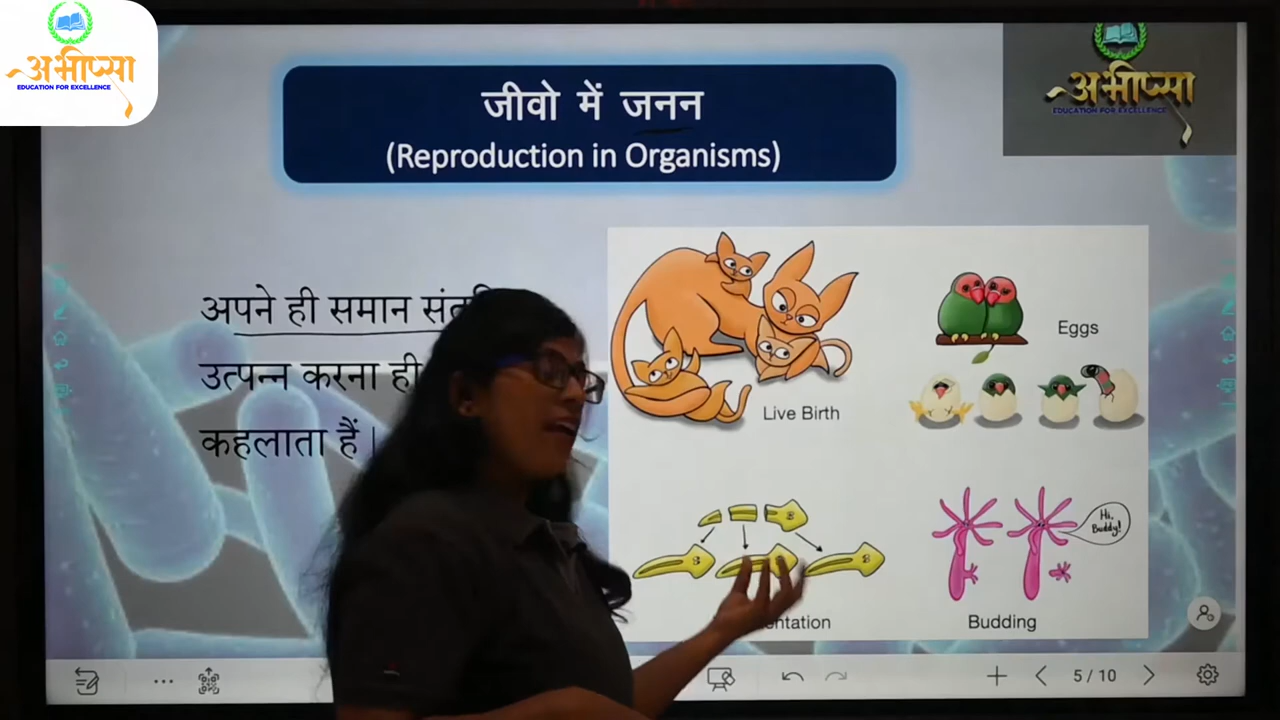 अभीप्सा
EDUCATION FOR EXCELLENCE
जीवो में जनन
(Reproduction in Organisms)
अभीप्सा
EDUCATION FOR EXCELLENCE
अपने ही समान
उत्पन्न करना ही
कहलाता हैं |
Live Birth
Eggs
Hi, Buddy!
Budding
5/10